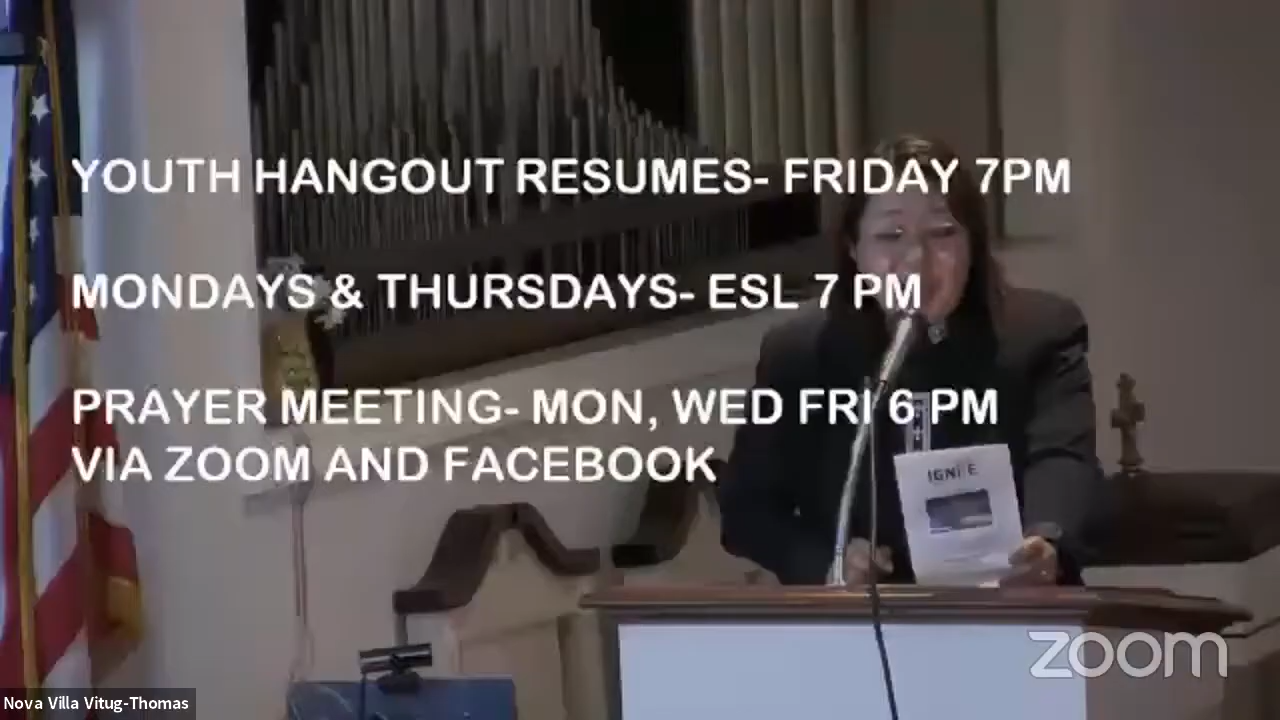 YOUTH HANGOUT RESUMES- FRIDAY 7PM
MONDAYS & THURSDAYS- ESL 7 PM
PRAYER MEETING- MON, WED FRI 6 PM
VIA ZOOM AND FACEBOOK
IGNITE
zoom
Nova Villa Vitug-Thomas